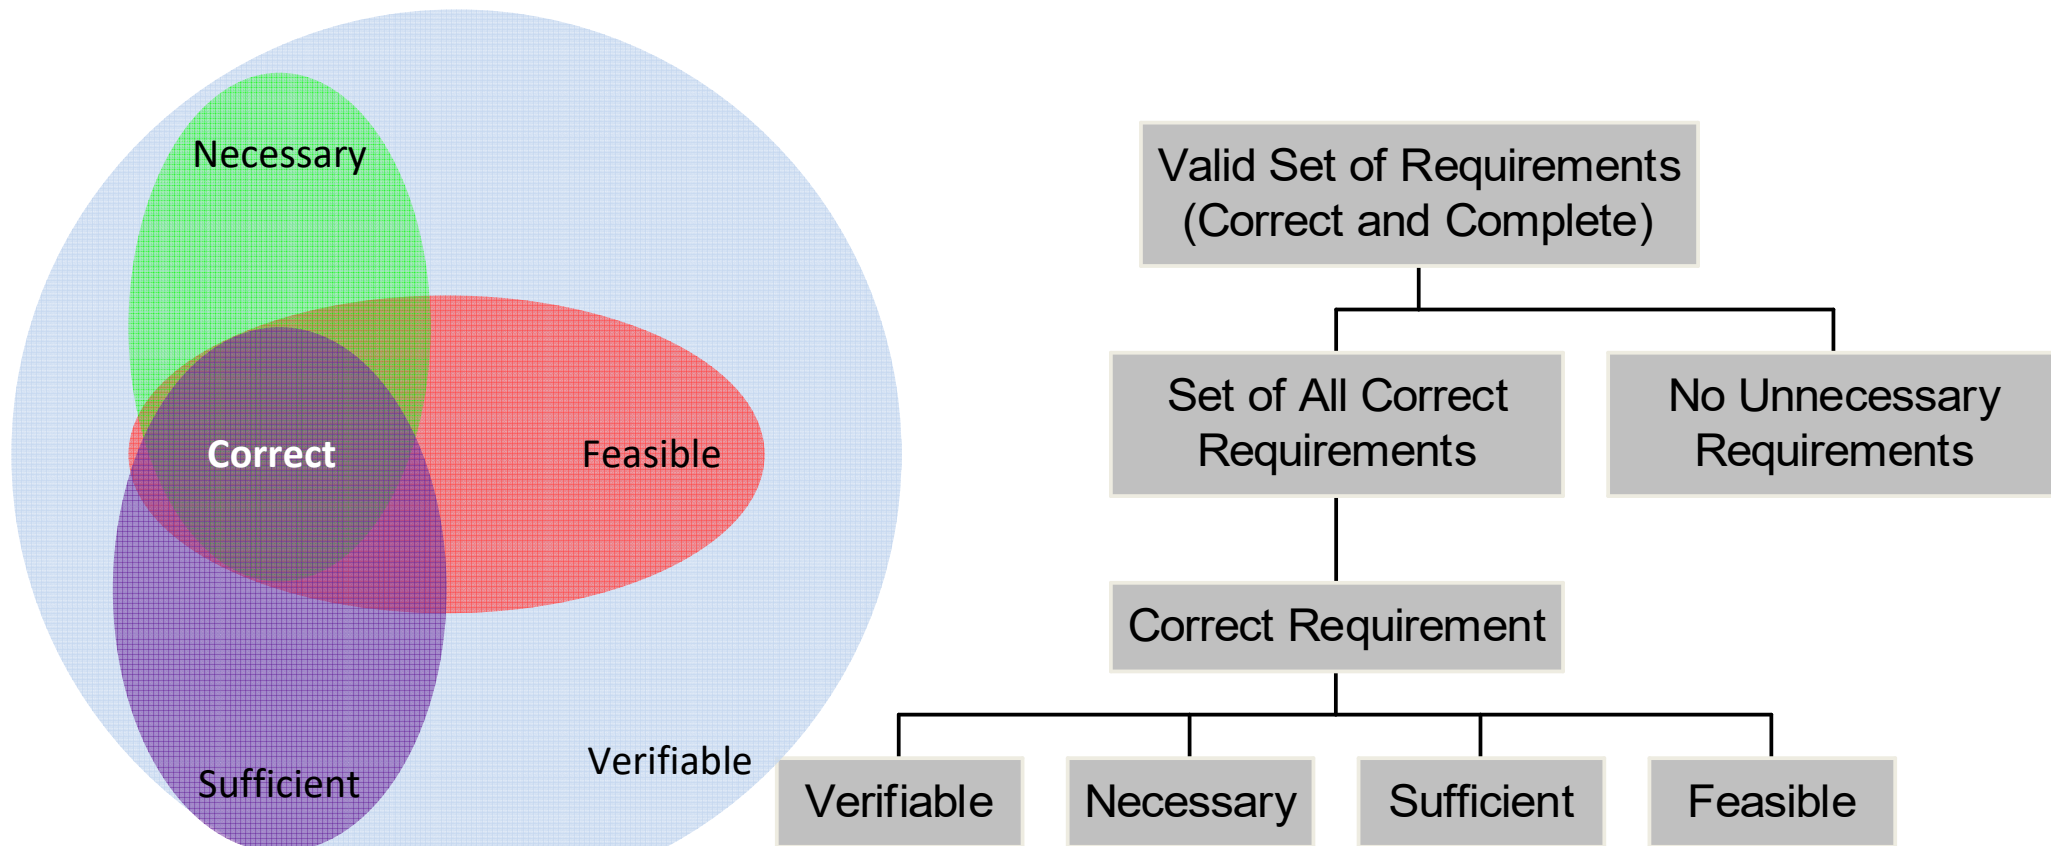 Necessary
Correct
Feasible
Verifiable
Sufficient
Valid Set of Requirements
(Correct and Complete)
Set of All Correct
Requirements
No Unnecessary
Requirements
Correct Requirement
Verifiable
Necessary
Sufficient
Feasible